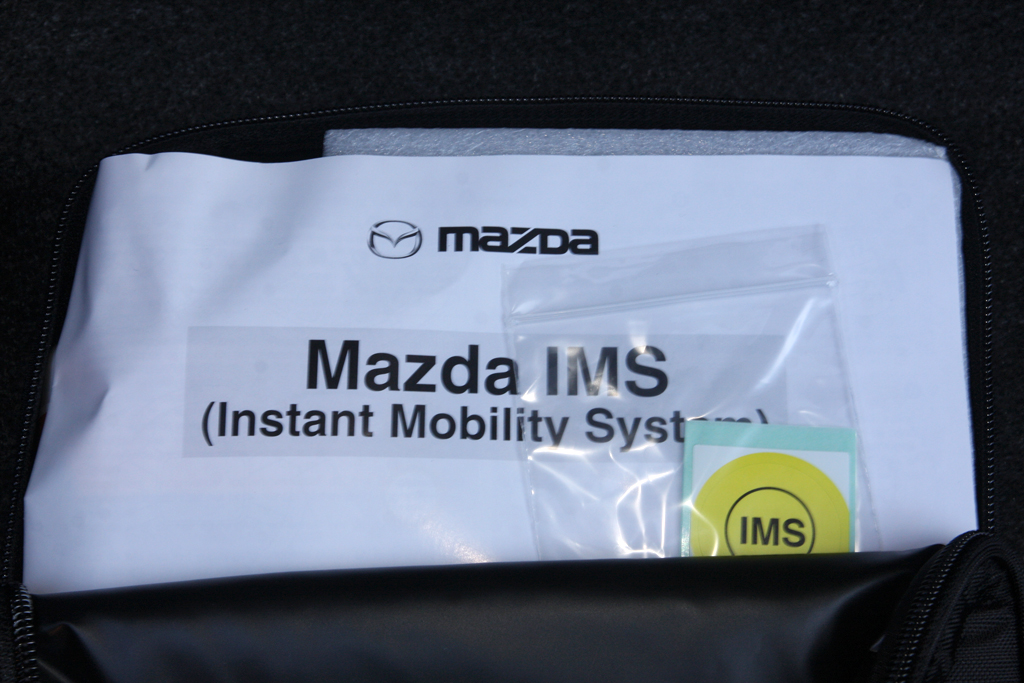 mazda
Mazda IMS
(Instant Mobility System)
IMS